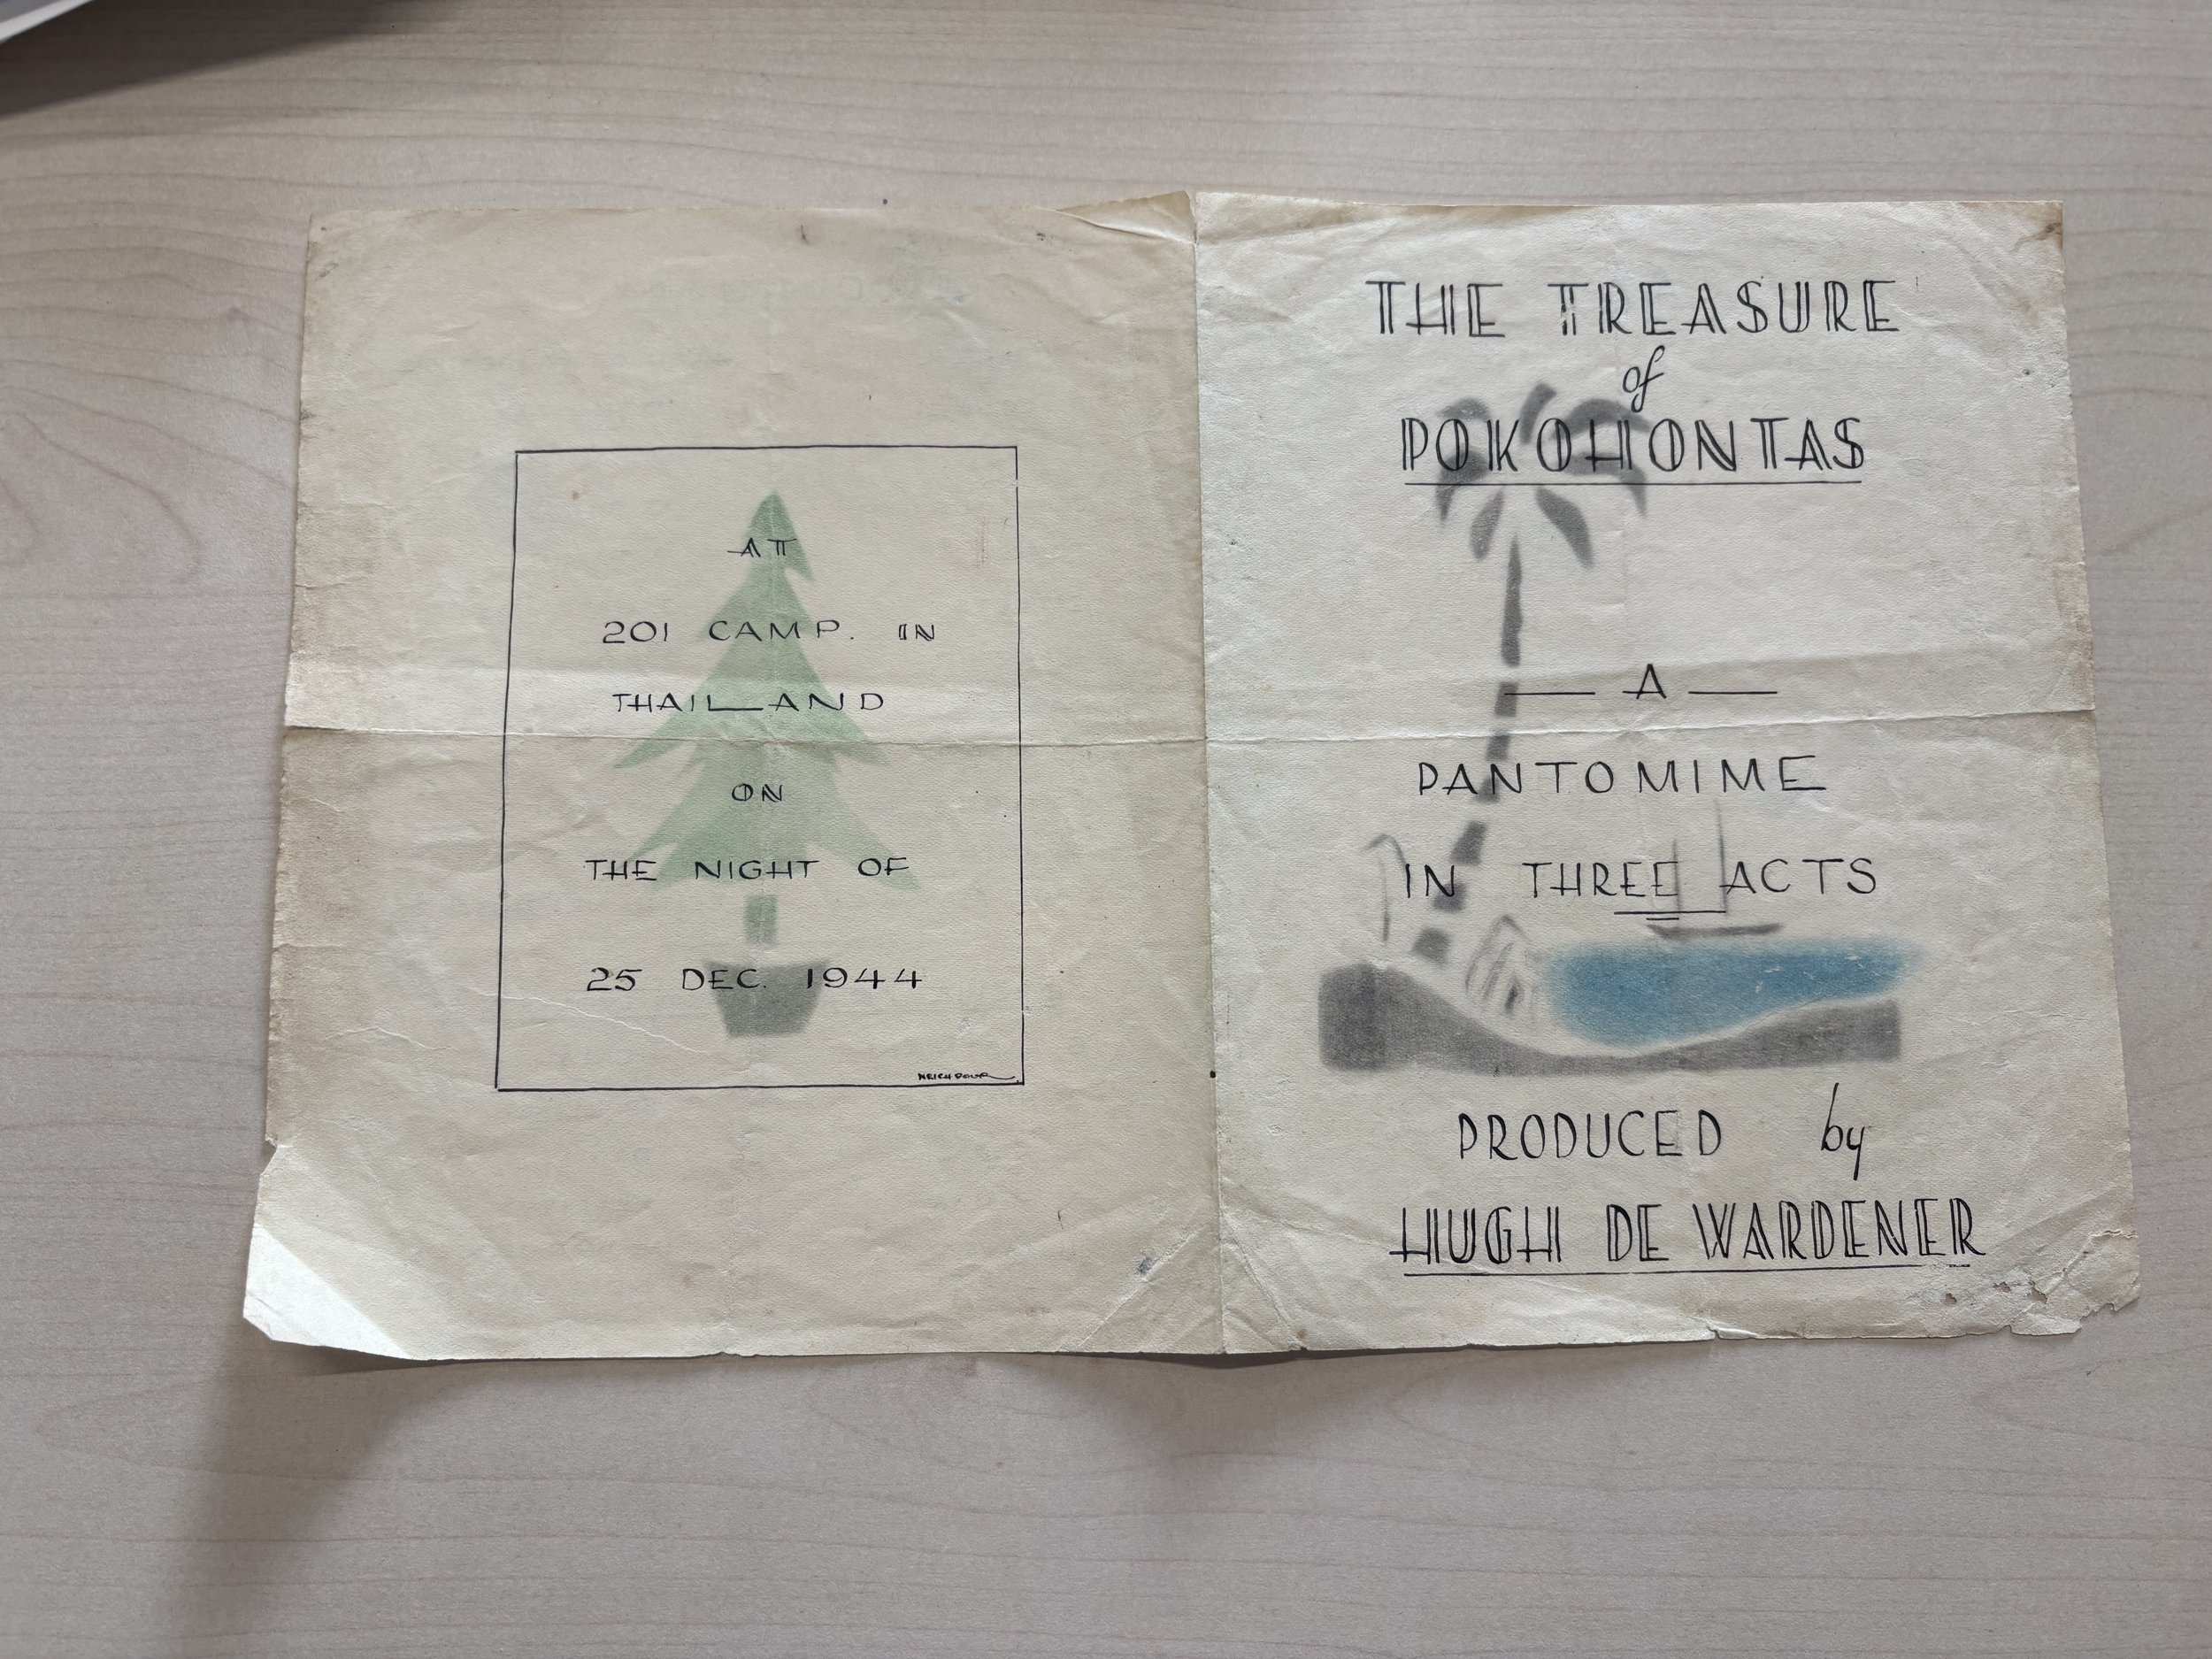 AT
201 CAMP. IN
THAILAND
ON
THE NIGHT OF
25 DEC. 1944
NEIGHBOUR
THE TREASURE
of
POKOHONTAS
— A —
PANTOMIME
IN THREE ACTS
PRODUCED by
HUGH DE WARDENER